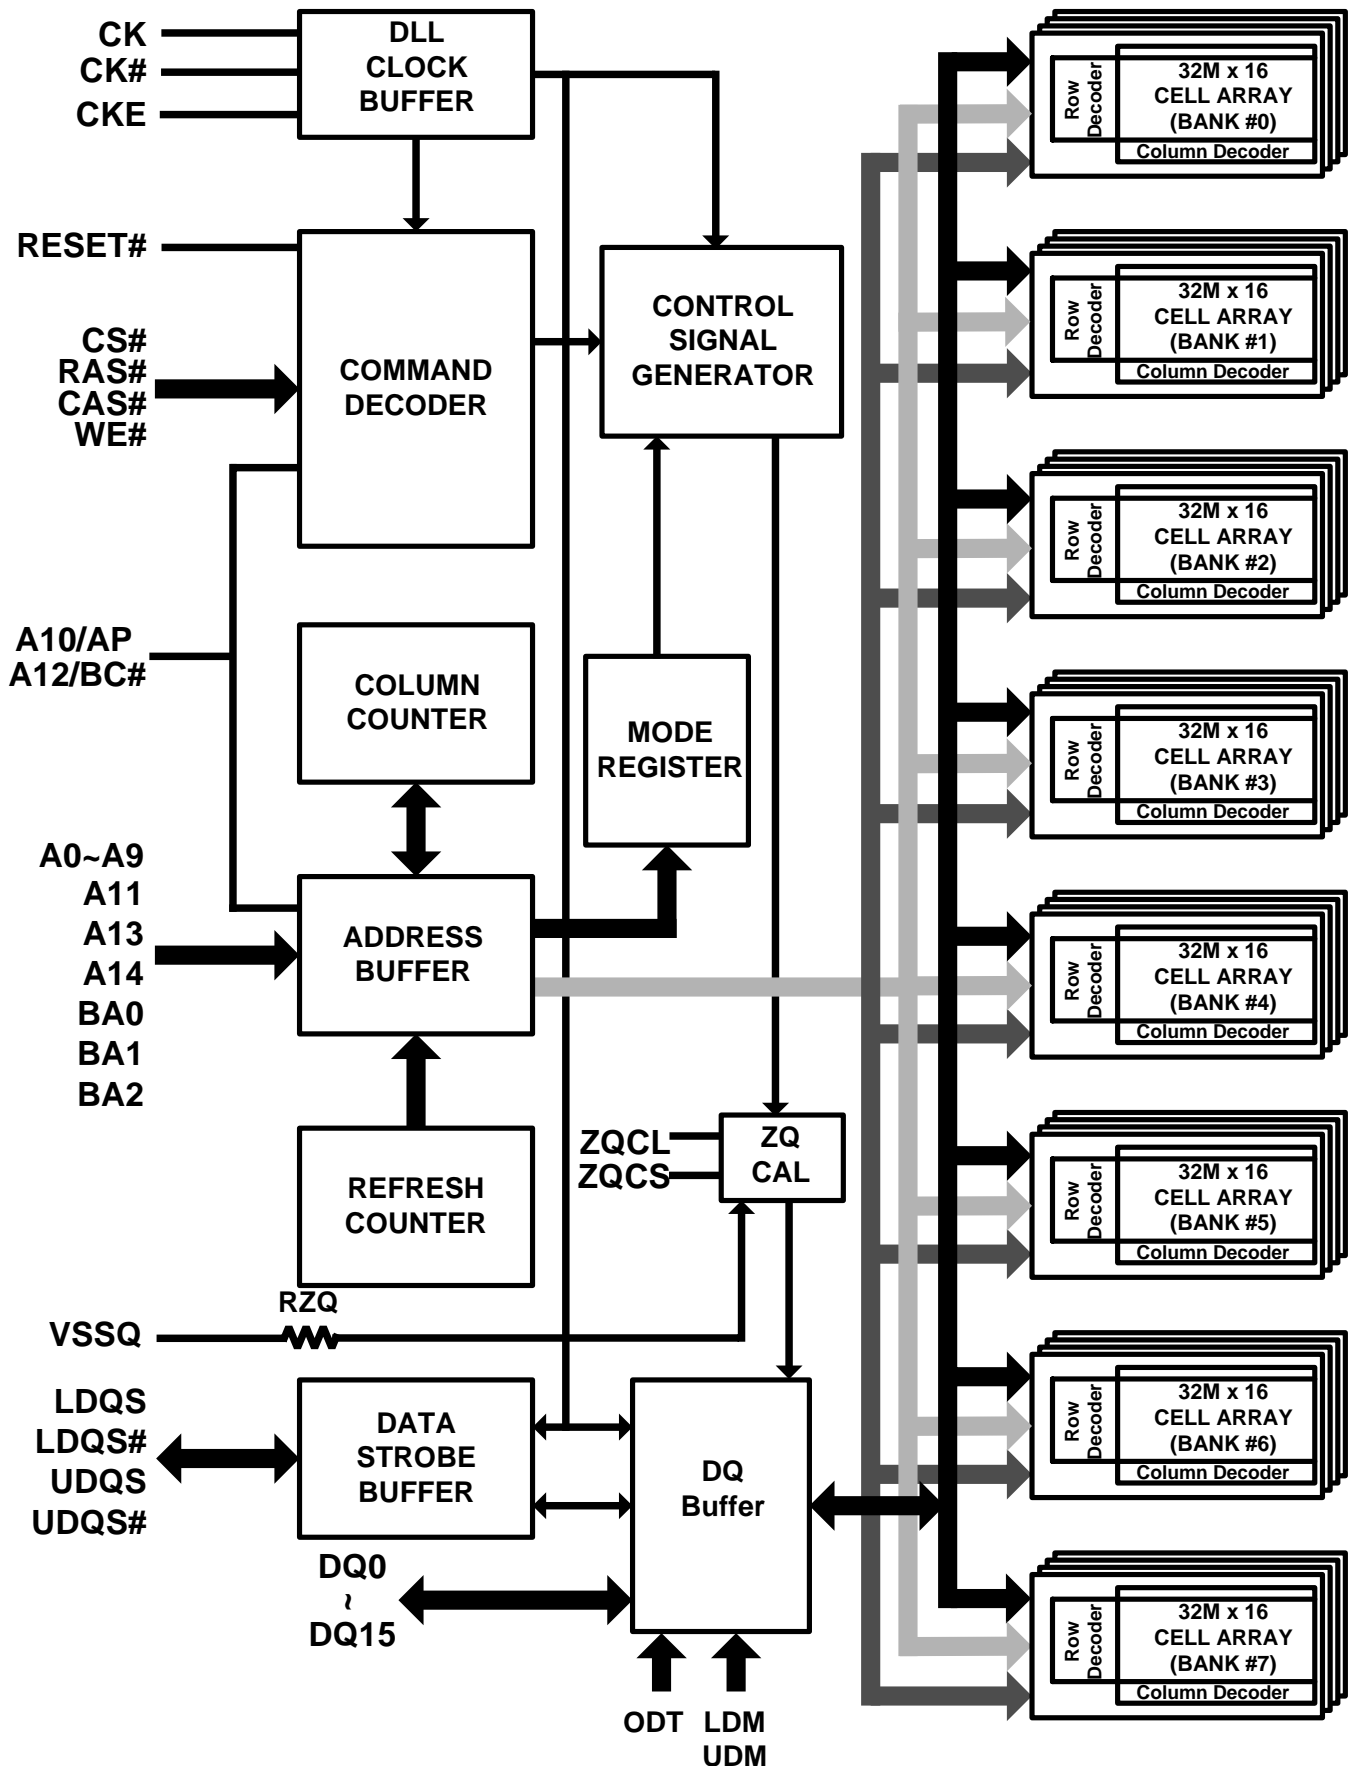 CK
CK#
CKE
DLL
CLOCK
BUFFER
RESET#
CS#
RAS#
CAS#
WE#
COMMAND
DECODER
CONTROL
SIGNAL
GENERATOR
A10/AP
A12/BC#
COLUMN
COUNTER
MODE
REGISTER
A0~A9
A11
A13
A14
BA0
BA1
BA2
ADDRESS
BUFFER
REFRESH
COUNTER
ZQCL
ZQCS
ZQ
CAL
RZQ
VSSQ
LDQS
LDQS#
UDQS
UDQS#
DATA
STROBE
BUFFER
DQ
Buffer
DQ0
~
DQ15
ODT
LDM
UDM
Row
Decoder
32M x 16
CELL ARRAY
(BANK #0)
Column Decoder
Row
Decoder
32M x 16
CELL ARRAY
(BANK #1)
Column Decoder
Row
Decoder
32M x 16
CELL ARRAY
(BANK #2)
Column Decoder
Row
Decoder
32M x 16
CELL ARRAY
(BANK #3)
Column Decoder
Row
Decoder
32M x 16
CELL ARRAY
(BANK #4)
Column Decoder
Row
Decoder
32M x 16
CELL ARRAY
(BANK #5)
Column Decoder
Row
Decoder
32M x 16
CELL ARRAY
(BANK #6)
Column Decoder
Row
Decoder
32M x 16
CELL ARRAY
(BANK #7)
Column Decoder